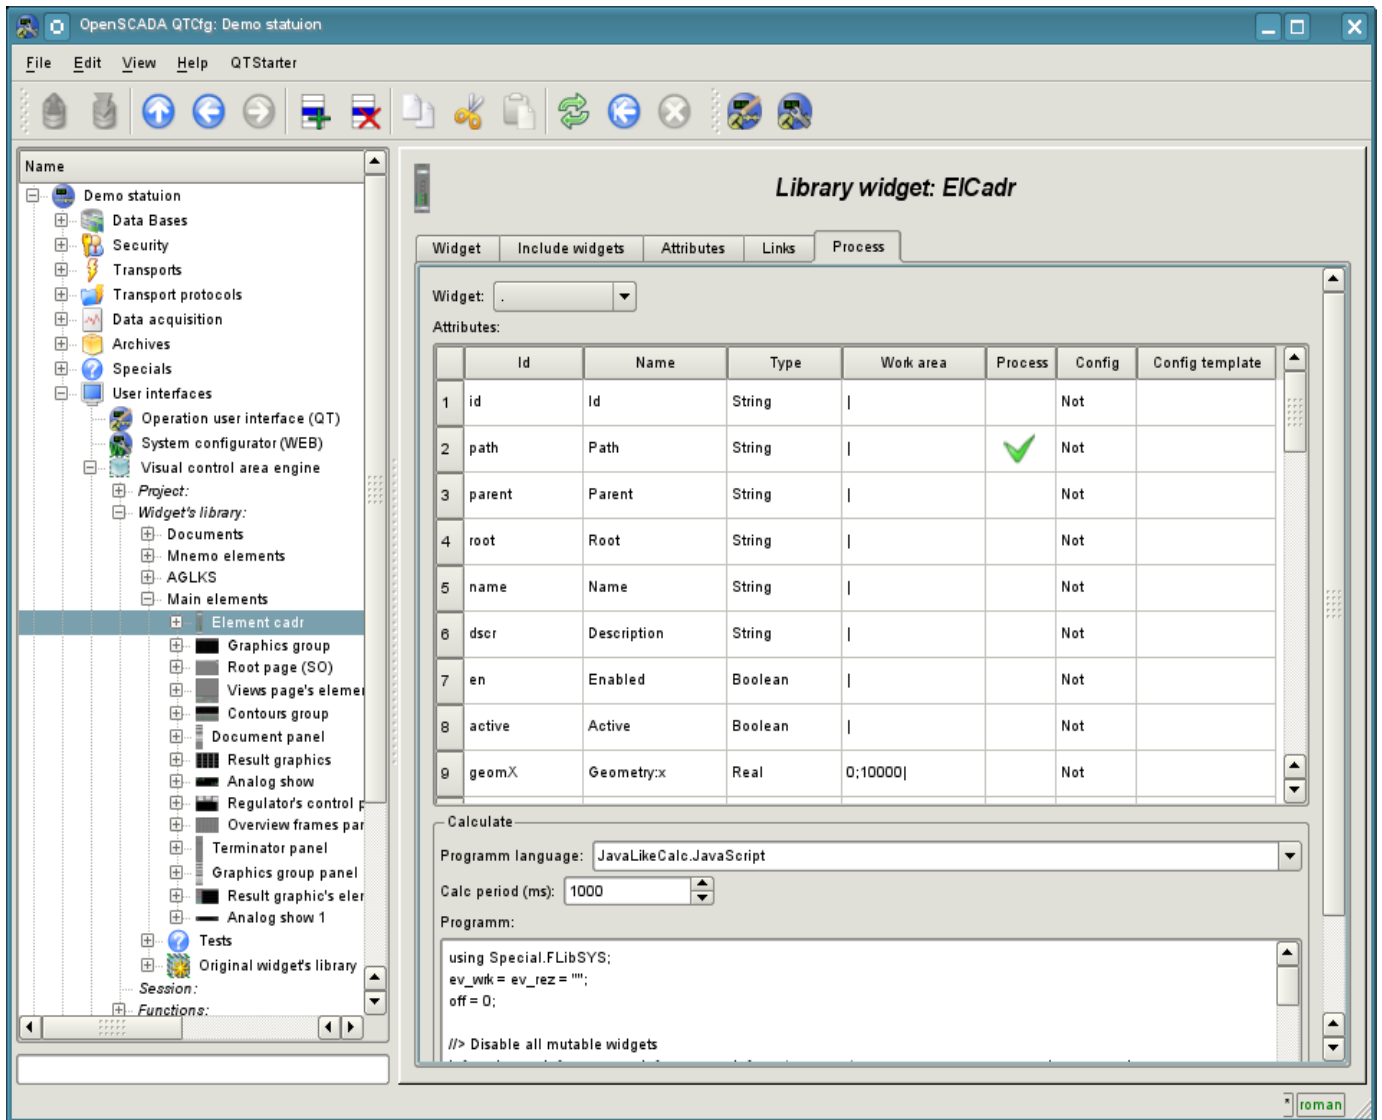 OpenSCADA QTCfg: Demo statuion
File Edit View Help QTStarter
Name
Demo statuion
Data Bases
Security
Transports
Transport protocols
Data acquisition
Archives
Specials
User interfaces
Operation user interface (QT)
System configurator (WEB)
Visual control area engine
Project:
Widget's library:
Documents
Mnemo elements
AGLKS
Main elements
Element cadr
Graphics group
Root page (SO)
Views page's elemen
Contours group
Document panel
Result graphics
Analog show
Regulator's control p
Overview frames par
Terminator panel
Graphics group panel
Result graphic's eler
Analog show 1
Tests
Original widget's library
Session:
Functions:
Library widget: ElCadr
Widget Include widgets Attributes Links Process
Widget: .
Attributes:
Id Name Type Work area Process Config Config template
1 id Id String | Not
2 path Path String | Not
3 parent Parent String | Not
4 root Root String | Not
5 name Name String | Not
6 dscr Description String | Not
7 en Enabled Boolean | Not
8 active Active Boolean | Not
9 geomX Geometry:x Real 0;10000| Not
Calculate
Programm language: JavaLikeCalc.JavaScript
Calc period (ms): 1000
Programm:
using Special.FLibSYS;
ev_wrk = ev_rez = "";
off = 0;
//> Disable all mutable widgets
* roman